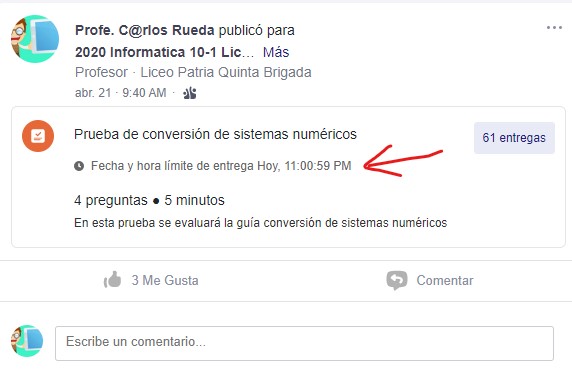 Profe. C@rlos Rueda publicó para
2020 Informatica 10-1 Lic... Más
Profesor · Liceo Patria Quinta Brigada
abr. 21 · 9:40 AM ·
Prueba de conversión de sistemas numéricos
61 entregas
Fecha y hora límite de entrega Hoy, 11:00:59 PM
4 preguntas ● 5 minutos
En esta prueba se evaluará la guía conversión de sistemas numéricos
3 Me Gusta
Comentar
Escribe un comentario...